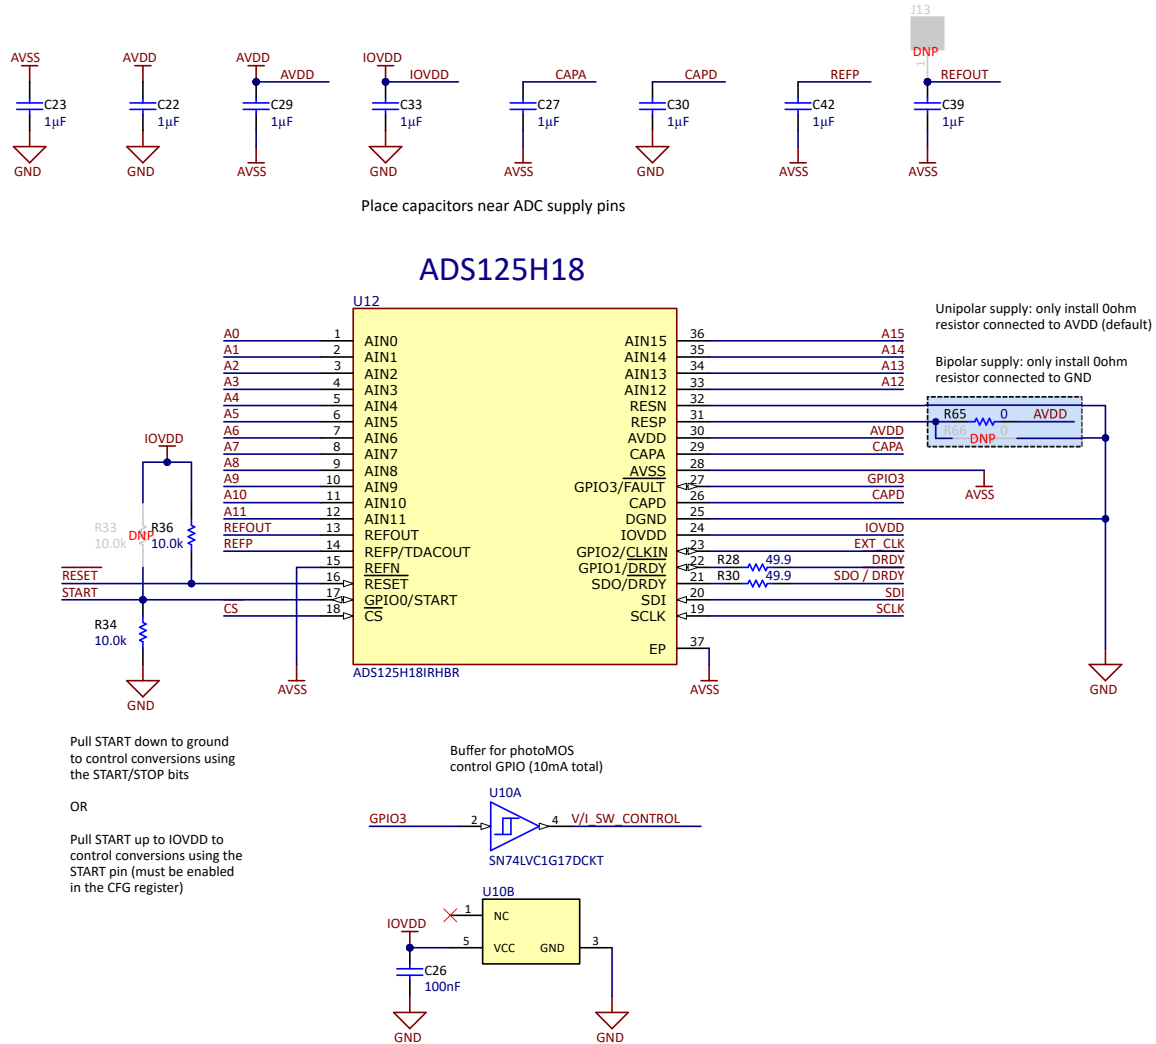 J13
DNP
1
AVSS
C23
1µF
GND
AVDD
C22
1µF
GND
AVDD
AVDD
C29
1µF
AVSS
IOVDD
IOVDD
C33
1µF
GND
CAPA
C27
1µF
AVSS
CAPD
C30
1µF
GND
REFP
C42
1µF
AVSS
REFOUT
C39
1µF
AVSS
Place capacitors near ADC supply pins
ADS125H18
U12
A0 1 AIN0
A1 2 AIN1
A2 3 AIN2
A3 4 AIN3
A4 5 AIN4
A5 6 AIN5
A6 7 AIN6
A7 8 AIN7
A8 9 AIN8
A9 10 AIN9
A10 11 AIN10
A11 12 AIN11
REFOUT 13 REFOUT
REFP 14 REFP/TDACOUT
15 REFN
RESET 16 RESET
START 17 GPIO0/START
CS 18 CS
AIN15 36 A15
AIN14 35 A14
AIN13 34 A13
AIN12 33 A12
RESN 32
RESP 31
AVDD 30 AVDD
CAPA 29 CAPA
AVSS 28
GPIO3/FAULT 27 GPIO3
CAPD 26 CAPD
DGND 25
IOVDD 24 IOVDD
GPIO2/CLKIN 23 EXT_CLK
GPIO1/DRDY 22 R28 49.9 DRDY
SDO/DRDY 21 R30 49.9 SDO / DRDY
SDI 20 SDI
SCLK 19 SCLK
EP 37
ADS125H18IRHBR
AVSS
AVSS
AVSS
IOVDD
R33
10.0k
DNP
R36
10.0k
R34
10.0k
GND
Unipolar supply: only install 0ohm
resistor connected to AVDD (default)
Bipolar supply: only install 0ohm
resistor connected to GND
R65 0 AVDD
R66 0
DNP
GND
Pull START down to ground
to control conversions using
the START/STOP bits
OR
Pull START up to IOVDD to
control conversions using the
START pin (must be enabled
in the CFG register)
Buffer for photoMOS
control GPIO (10mA total)
U10A
GPIO3 2 4 V/I_SW_CONTROL
SN74LVC1G17DCKT
U10B
1 NC
IOVDD
5 VCC GND 3
C26
100nF
GND
GND